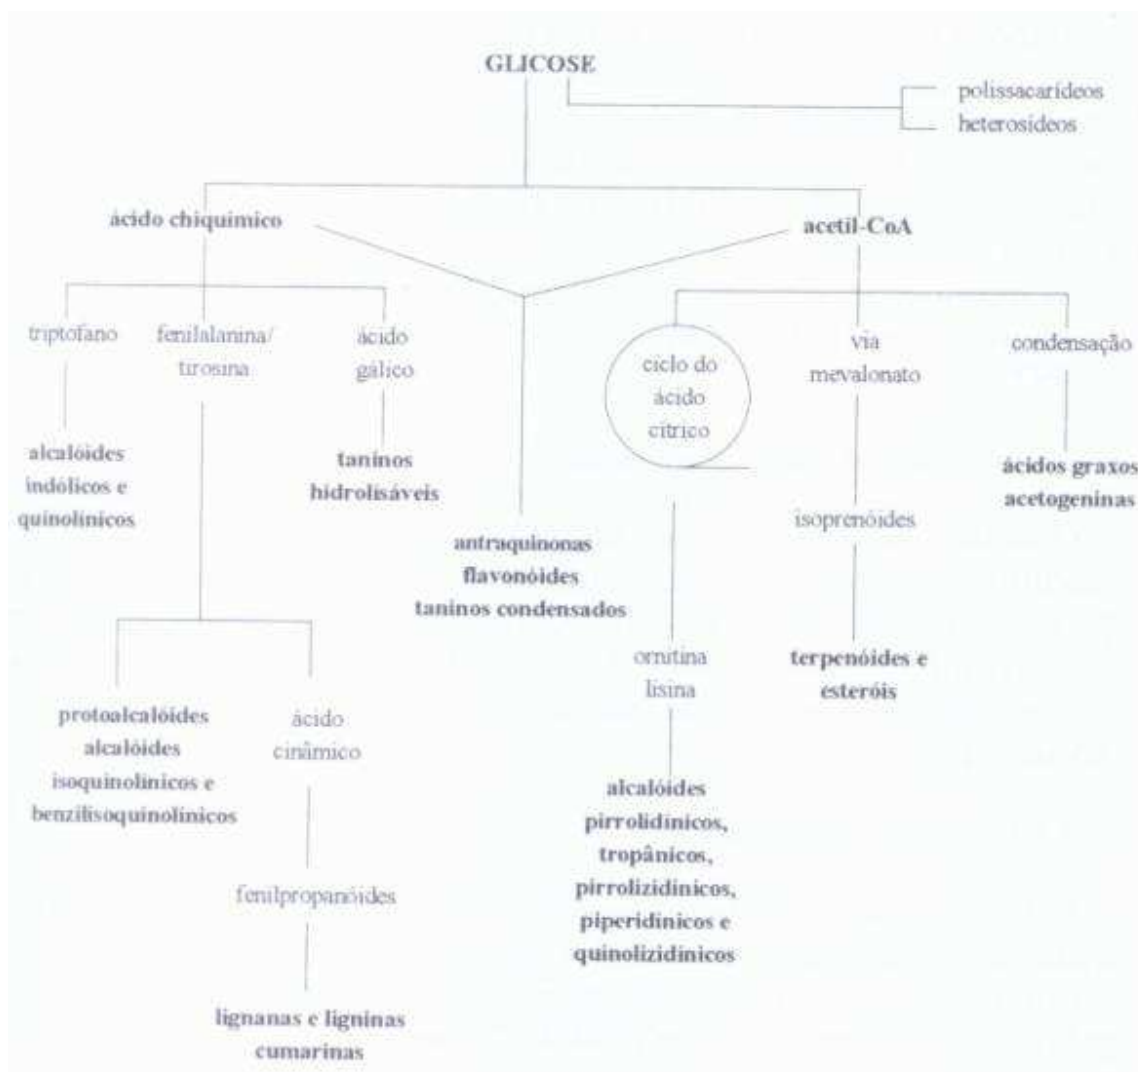 GLICOSE
polissacarídeos
heterosídeos
ácido chiquímico
acetil-CoA
triptofano
fenilalanina/
tirosina
ácido
gálico
ciclo do
ácido
cítrico
via
mevalonato
condensação
alcalóides
indólicos e
quinolínicos
taninos
hidrolisáveis
ácidos graxos
acetogeninas
isoprenóides
antraquinonas
flavonóides
taninos condensados
ornitina
lisina
terpenóides e
esteróis
protoalcalóides
alcalóides
isoquinolínicos e
benzilisoquinolínicos
ácido
cinâmico
alcalóides
pirrolidínicos,
tropânicos,
pirrolizidínicos,
piperidínicos e
quinolizidínicos
fenilpropanóides
lignanas e ligninas
cumarinas